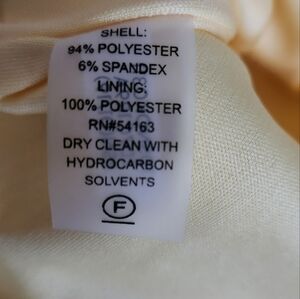 SHELL:
94% POLYESTER
6% SPANDEX
LINING:
100% POLYESTER
RN#54163
DRY CLEAN WITH
HYDROCARBON
SOLVENTS
F